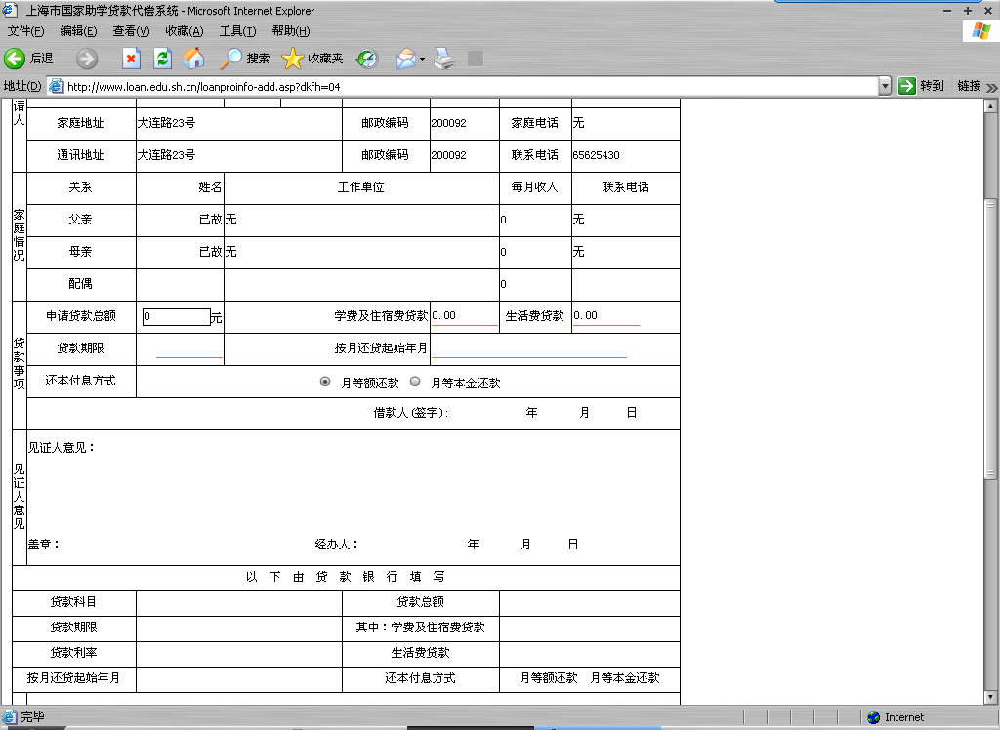 上海市国家助学贷款代偿系统 - Microsoft Internet Explorer
文件(F) 编辑(E) 查看(V) 收藏(A) 工具(T) 帮助(H)
后退 搜索 收藏夹
地址(D) http://www.loan.edu.sh.cn/loanproinfo-add.asp?dkfh=04 转到 链接 »
请人
家庭地址 大连路23号 邮政编码 200092 家庭电话 无
通讯地址 大连路23号 邮政编码 200092 联系电话 65625430
家庭情况
关系 姓名 工作单位 每月收入 联系电话
父亲 已故 无 0 无
母亲 已故 无 0 无
配偶 0
贷款事项
申请贷款总额 0 元 学费及住宿费贷款 0.00 生活费贷款 0.00
贷款期限 按月还贷起始年月
还本付息方式 月等额还款 月等本金还款
借款人(签字): 年 月 日
见证人意见
见证人意见：
盖章： 经办人： 年 月 日
以 下 由 贷 款 银 行 填 写
贷款科目 贷款总额
贷款期限 其中：学费及住宿费贷款
贷款利率 生活费贷款
按月还贷起始年月 还本付息方式 月等额还款 月等本金还款
完毕 Internet